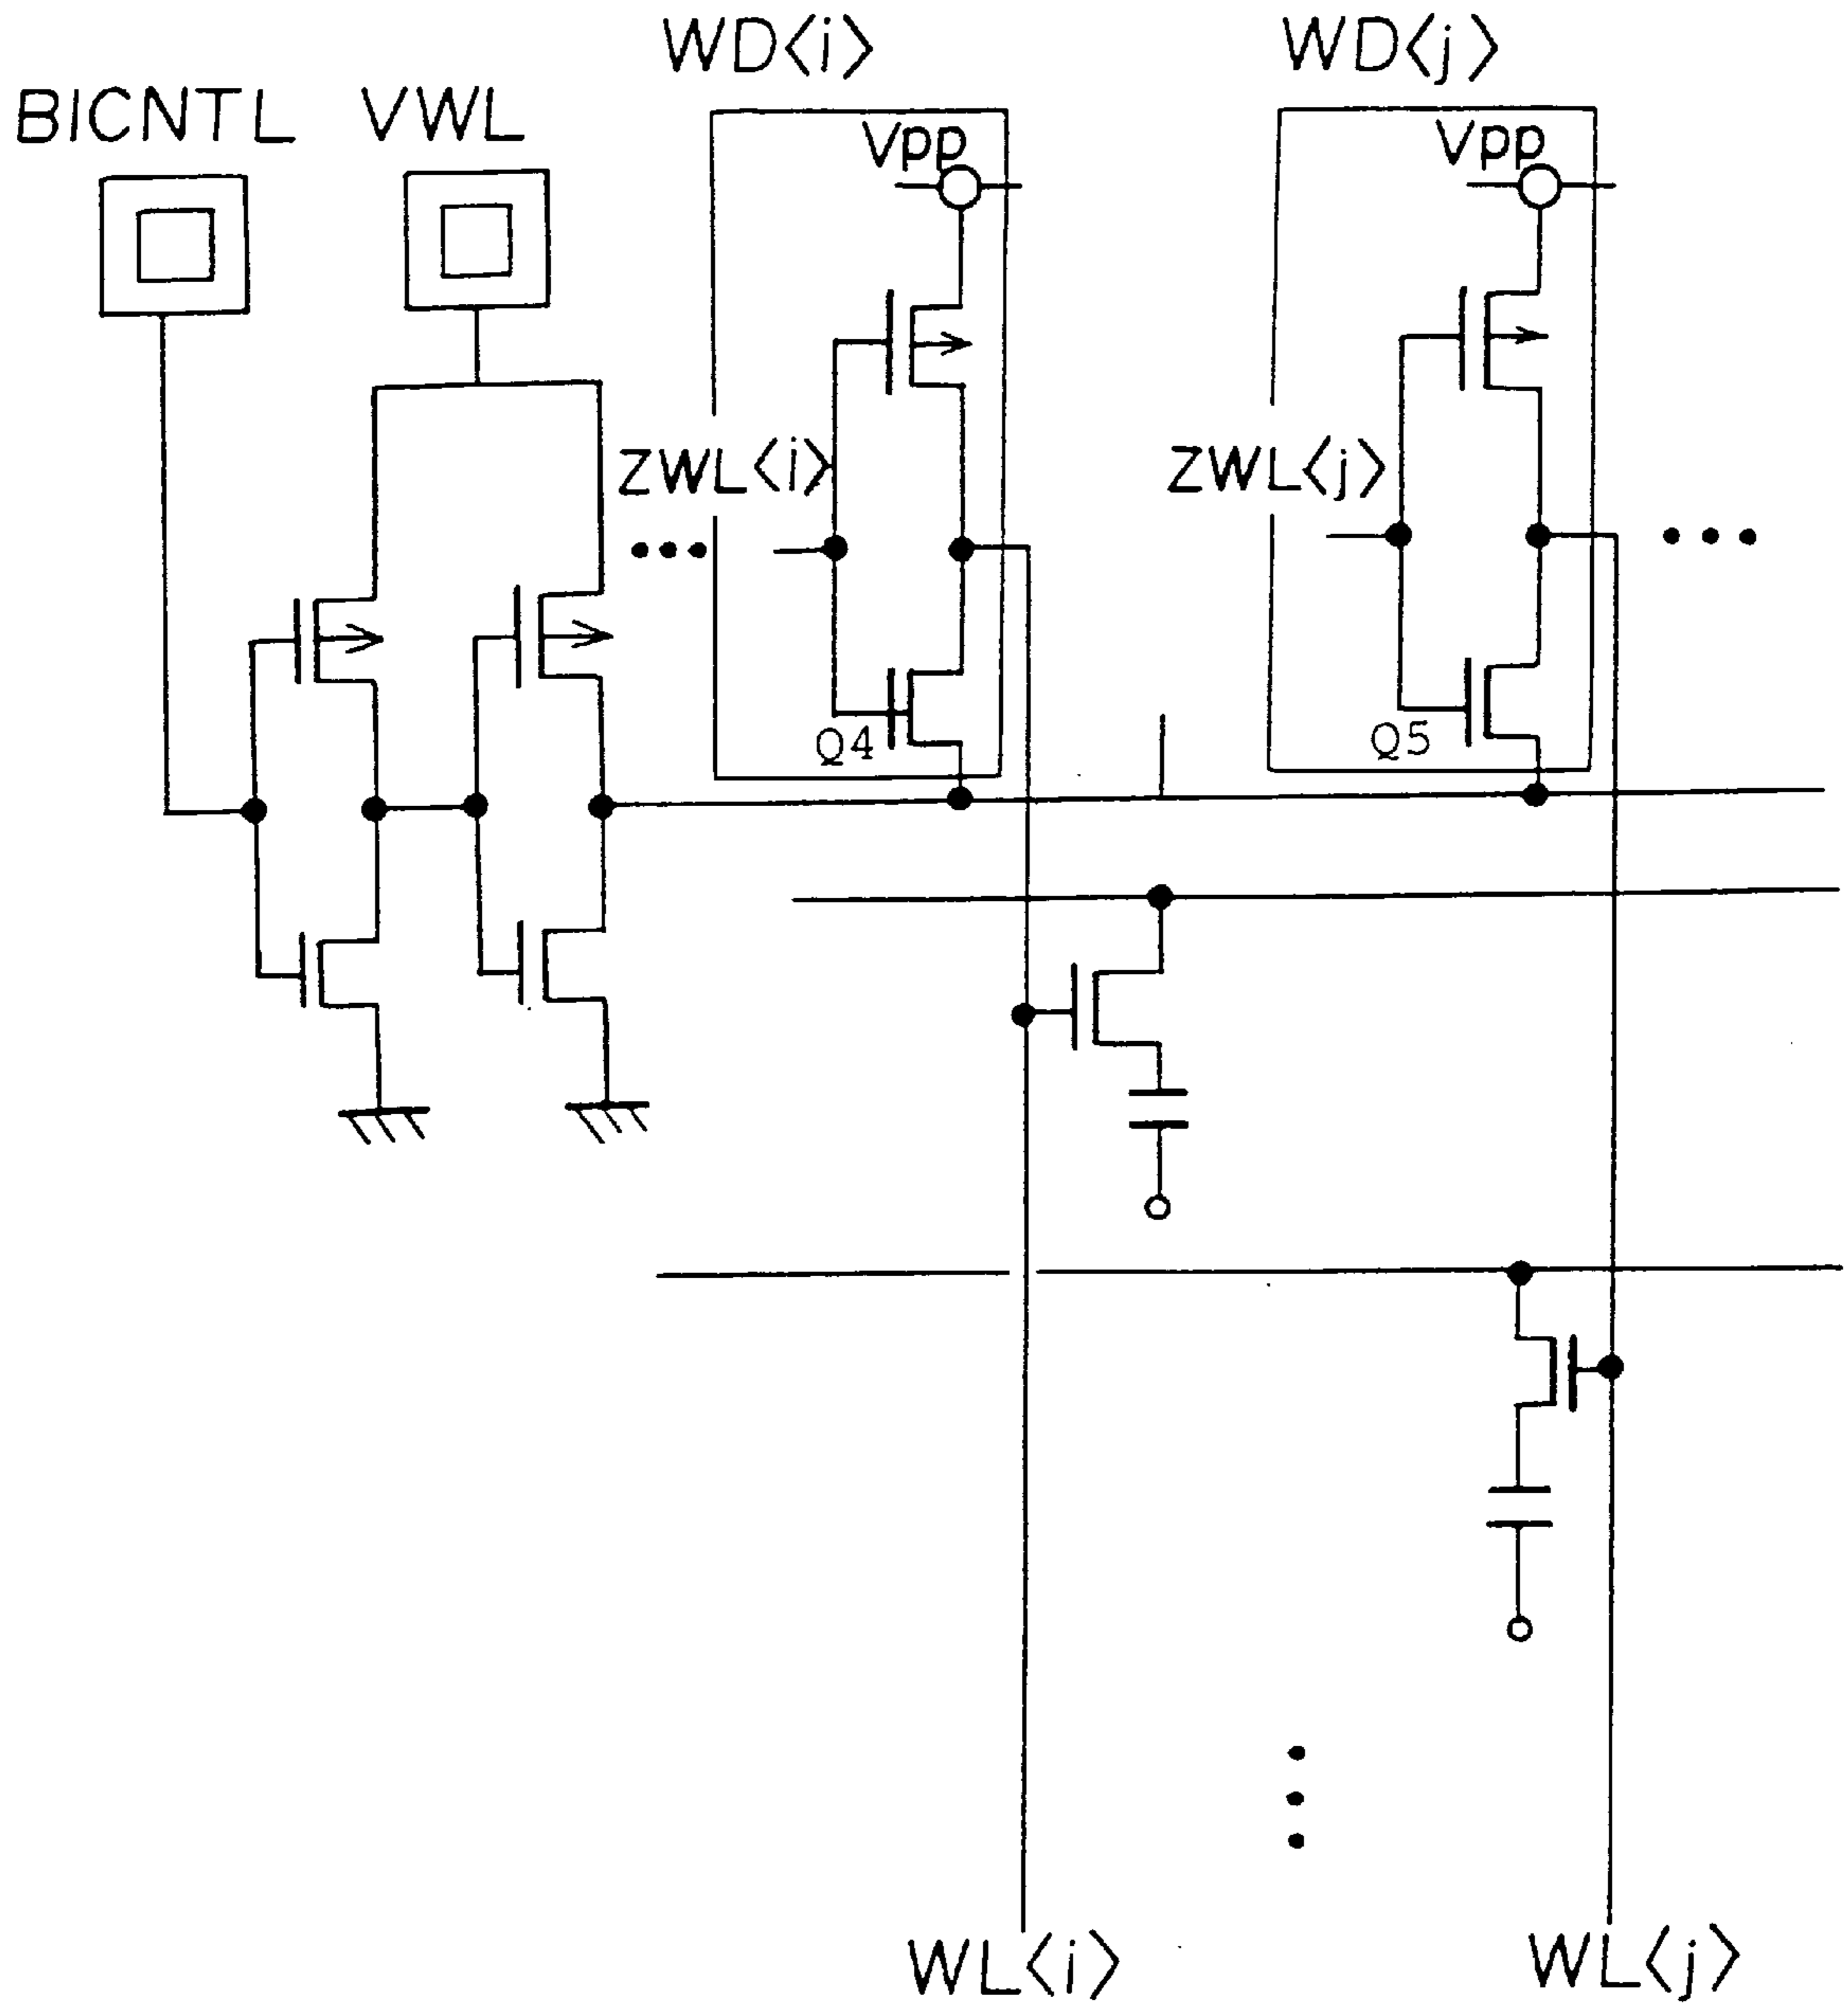 WD<i>
WD<j>
BICNTL
VWL
Vpp
Vpp
ZWL<i>
ZWL<j>
Q4
Q5
WL<i>
WL<j>